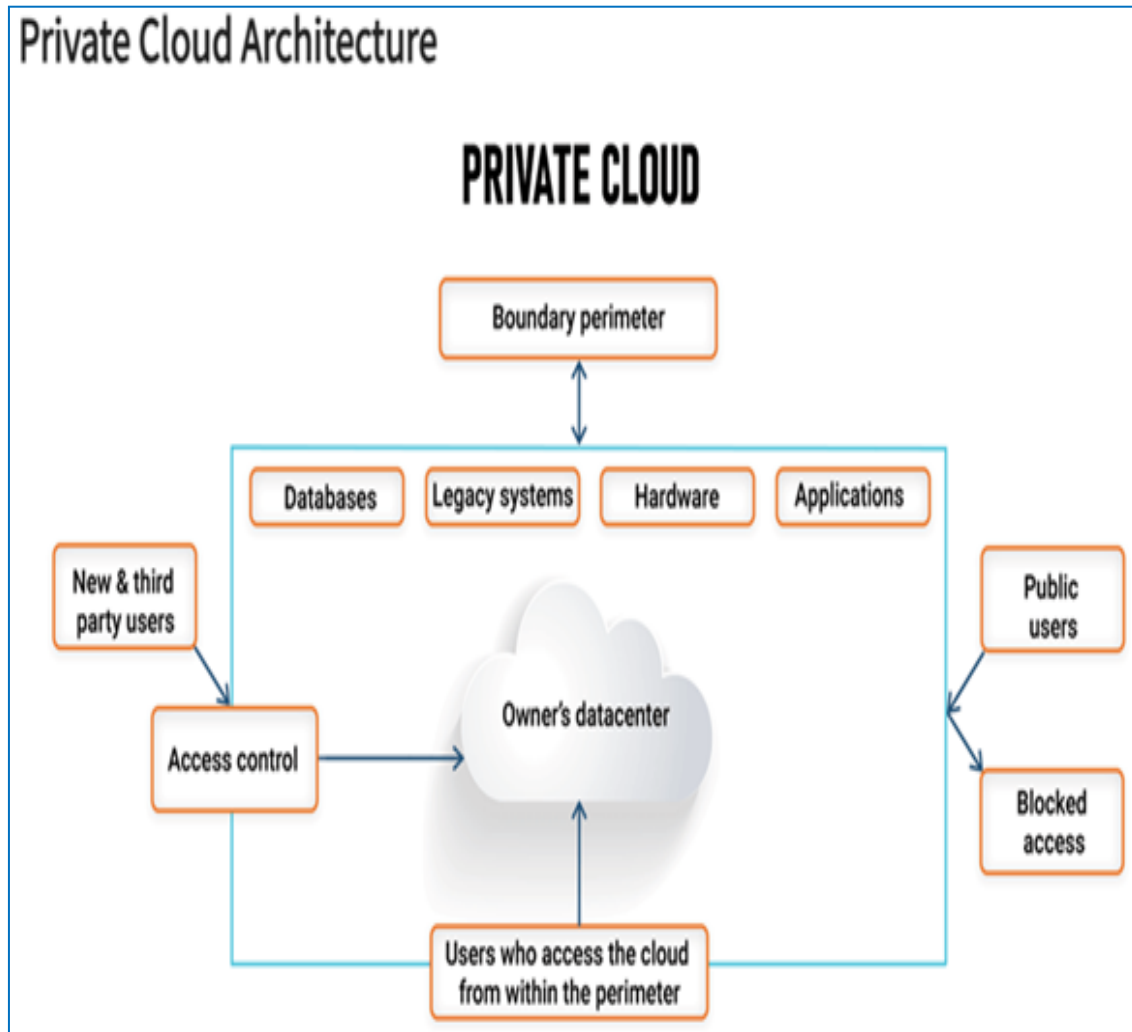 Private Cloud Architecture
PRIVATE CLOUD
Boundary perimeter
Databases
Legacy systems
Hardware
Applications
New & third
party users
Public
users
Owner's datacenter
Access control
Blocked
access
Users who access the cloud
from within the perimeter